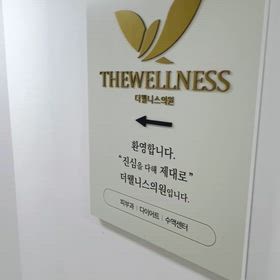 THEWELLNESS
더웰니스의원
환영합니다.
"진심을 다해 제대로"
더웰니스의원입니다.
피부과 | 다이어트 | 수액센터